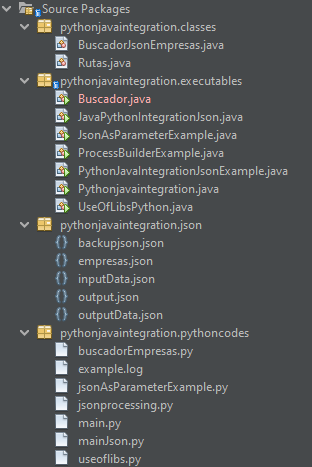 Source Packages
pythonjavaintegration.classes
BuscadorJsonEmpresas.java
Rutas.java
pythonjavaintegration.executables
Buscador.java
JavaPythonIntegrationJson.java
JsonAsParameterExample.java
ProcessBuilderExample.java
PythonJavaIntegrationJsonExample.java
Pythonjavaintegration.java
UseOfLibsPython.java
pythonjavaintegration.json
backupjson.json
empresas.json
inputData.json
output.json
outputData.json
pythonjavaintegration.pythoncodes
buscadorEmpresas.py
example.log
jsonAsParameterExample.py
jsonprocessing.py
main.py
mainJson.py
useoflibs.py